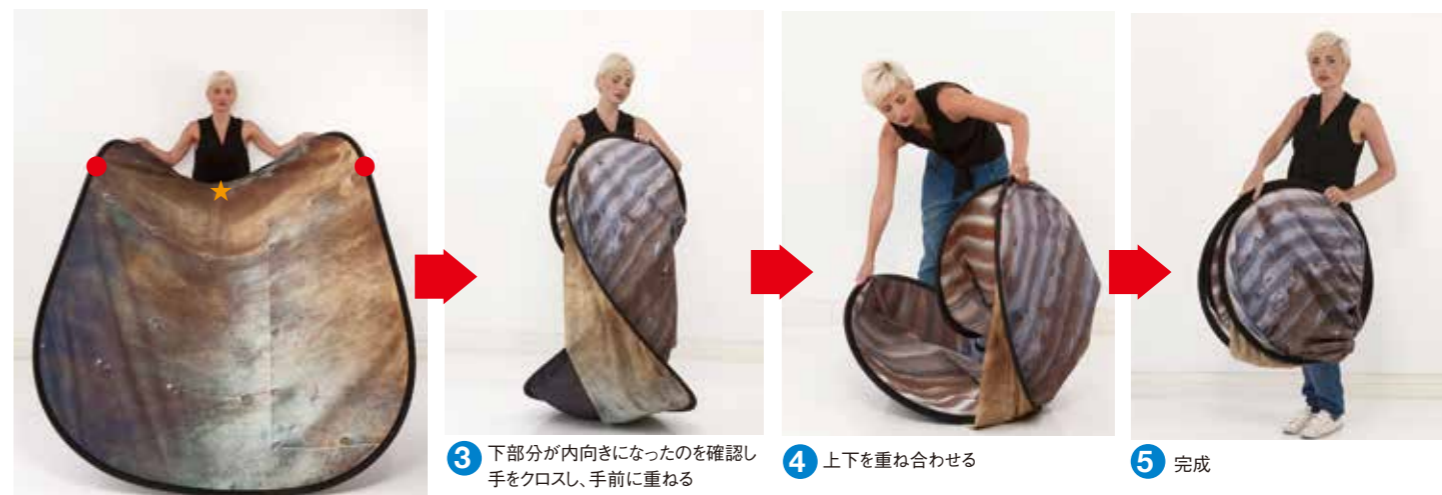 3 下部分が内向きになったのを確認し
手をクロスし、手前に重ねる
4 上下を重ね合わせる
5 完成